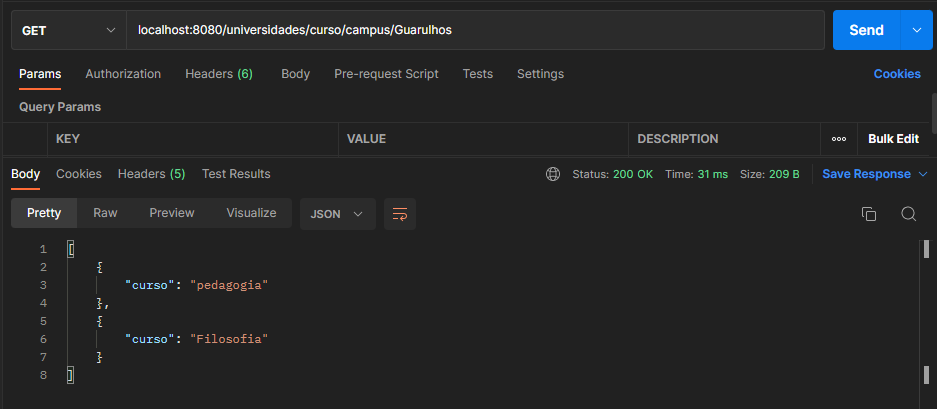 GET localhost:8080/universidades/curso/campus/Guarulhos Send
Params Authorization Headers (6) Body Pre-request Script Tests Settings Cookies
Query Params
KEY VALUE DESCRIPTION ooo Bulk Edit
Body Cookies Headers (5) Test Results Status: 200 OK Time: 31 ms Size: 209 B Save Response
Pretty Raw Preview Visualize JSON
1 [
2 {
3 "curso": "pedagogia"
4 },
5 {
6 "curso": "Filosofia"
7 }
8 ]